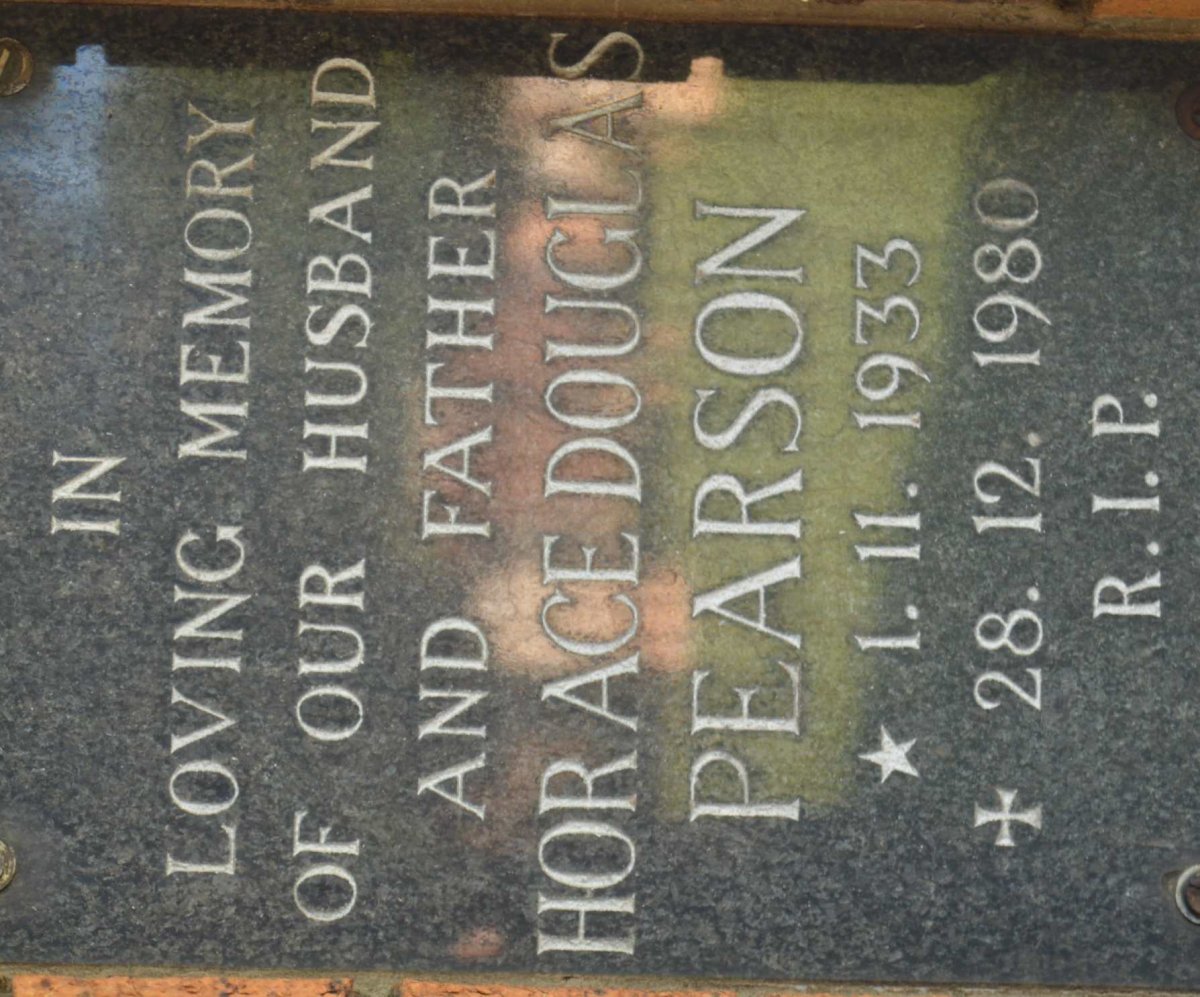 IN
LOVING MEMORY
OF OUR HUSBAND
AND FATHER
HORACE DOUGLAS
PEARSON
★ 1. 11. 1933
✠ 28. 12. 1980
R. I. P.